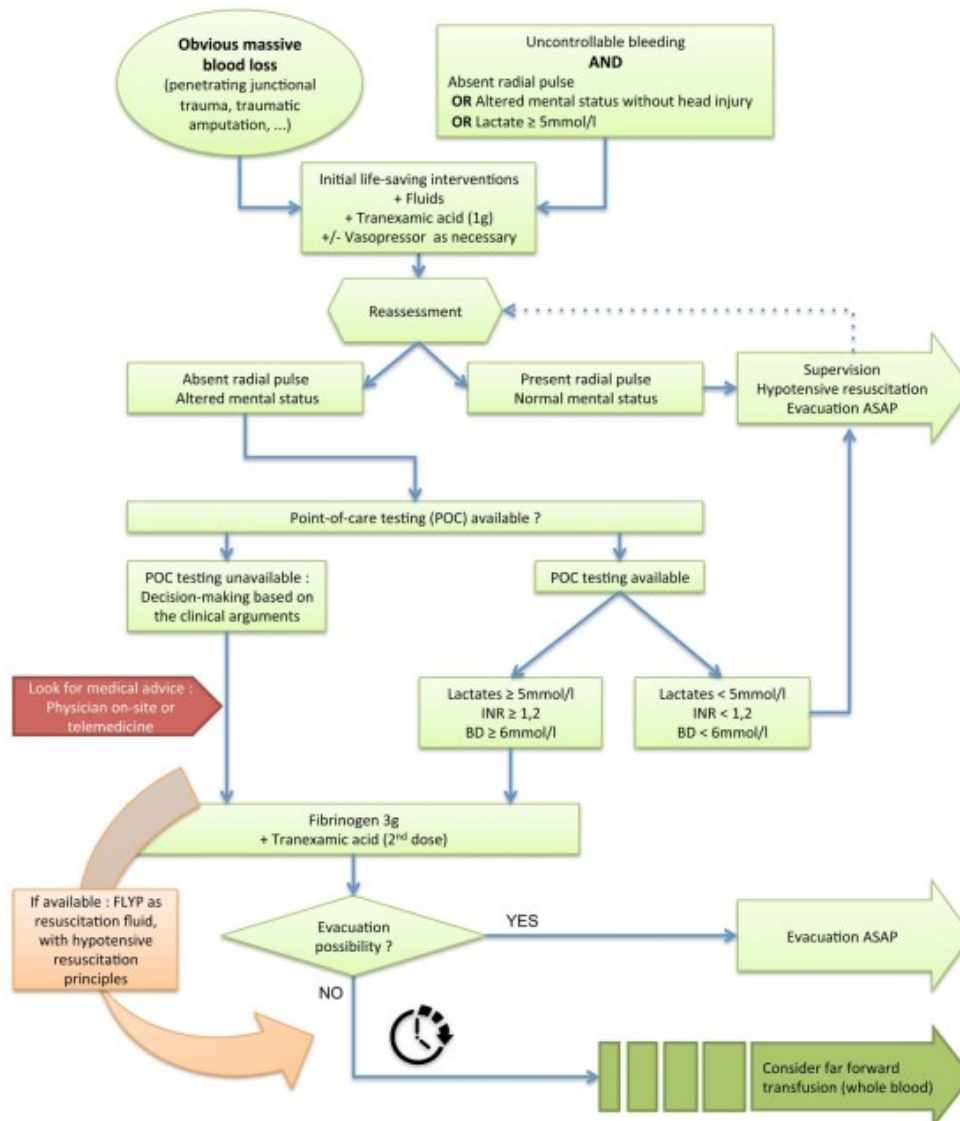 Obvious massive
blood loss
(penetrating junctional
trauma, traumatic
amputation, ...)
Uncontrollable bleeding
AND
Absent radial pulse
OR Altered mental status without head injury
OR Lactate ≥ 5mmol/l
Initial life-saving interventions
+ Fluids
+ Tranexamic acid (1g)
+/- Vasopressor as necessary
Reassessment
Absent radial pulse
Altered mental status
Present radial pulse
Normal mental status
Supervision
Hypotensive resuscitation
Evacuation ASAP
Point-of-care testing (POC) available ?
POC testing unavailable :
Decision-making based on
the clinical arguments
POC testing available
Look for medical advice :
Physician on-site or
telemedicine
Lactates ≥ 5mmol/l
INR ≥ 1,2
BD ≥ 6mmol/l
Lactates < 5mmol/l
INR < 1,2
BD < 6mmol/l
Fibrinogen 3g
+ Tranexamic acid (2nd dose)
If available : FLYP as
resuscitation fluid,
with hypotensive
resuscitation
principles
Evacuation
possibility ?
YES
Evacuation ASAP
NO
Consider far forward
transfusion (whole blood)